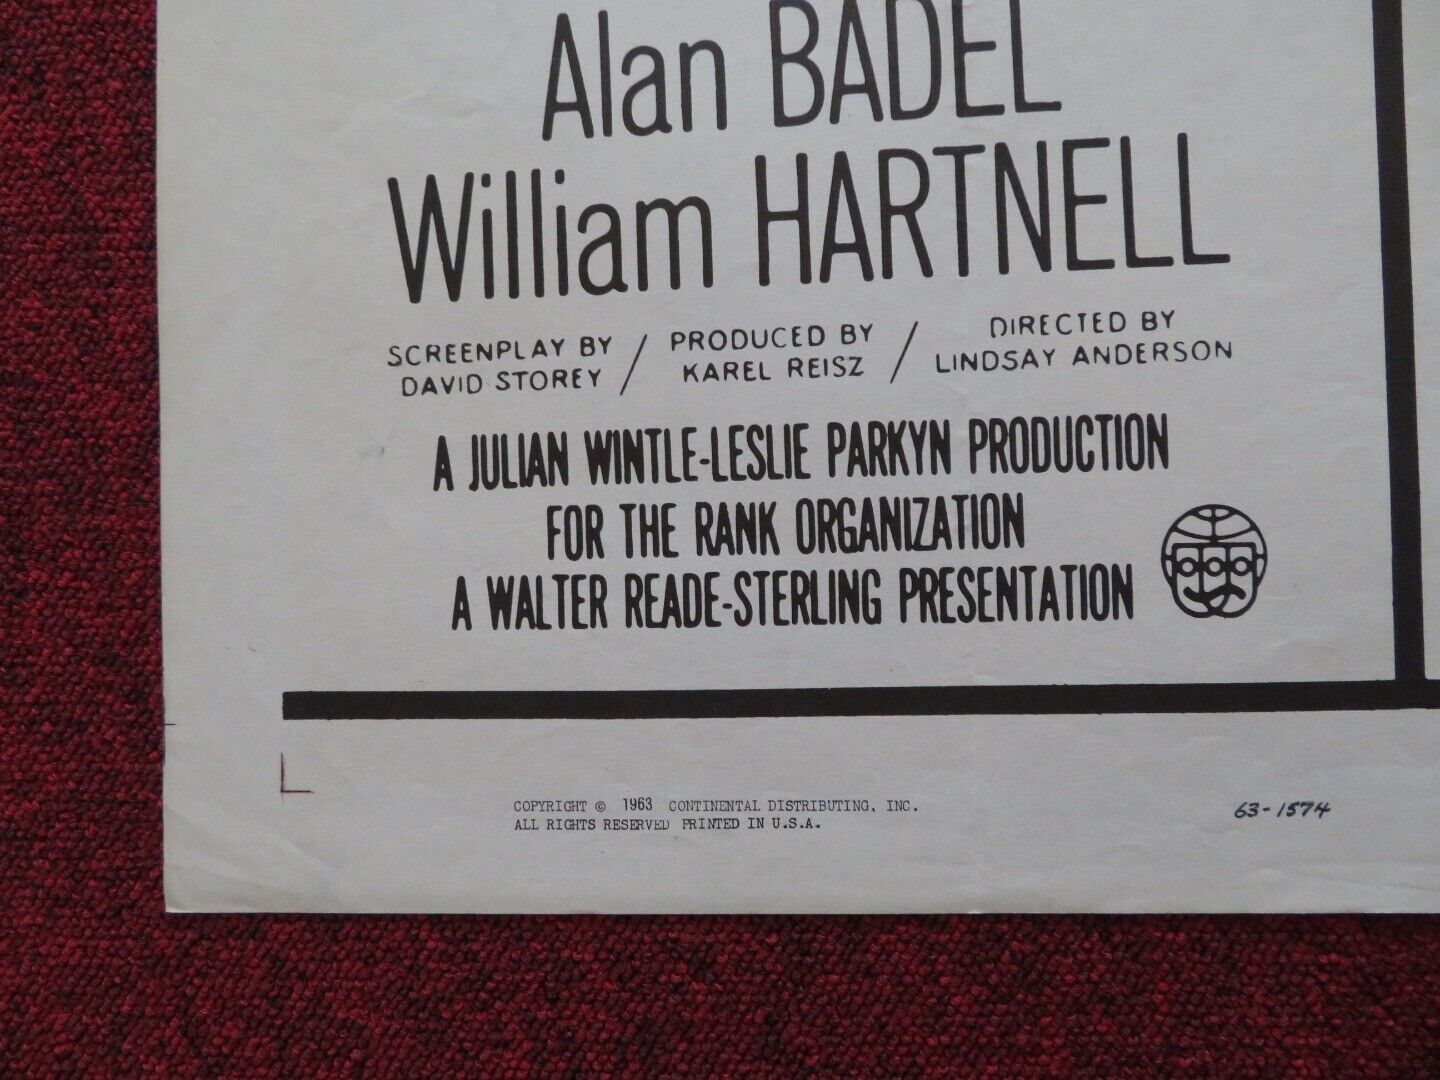 Alan BADEL
William HARTNELL
SCREENPLAY BY / PRODUCED BY / DIRECTED BY
DAVID STOREY KAREL REISZ LINDSAY ANDERSON
A JULIAN WINTLE-LESLIE PARKYN PRODUCTION
FOR THE RANK ORGANIZATION
A WALTER READE-STERLING PRESENTATION
COPYRIGHT © 1963 CONTINENTAL DISTRIBUTING, INC.
ALL RIGHTS RESERVED PRINTED IN U.S.A.
63-1574